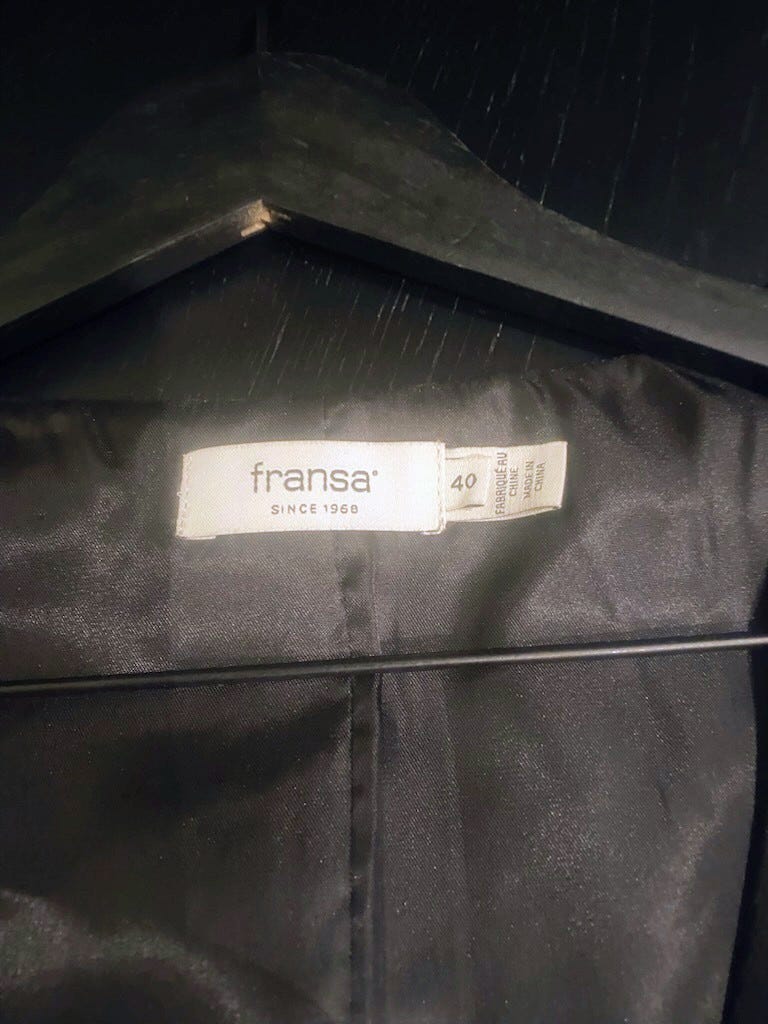 fransa
SINCE 1968
40
FABRIQUÉ AU
CHINE
MADE IN
CHINA